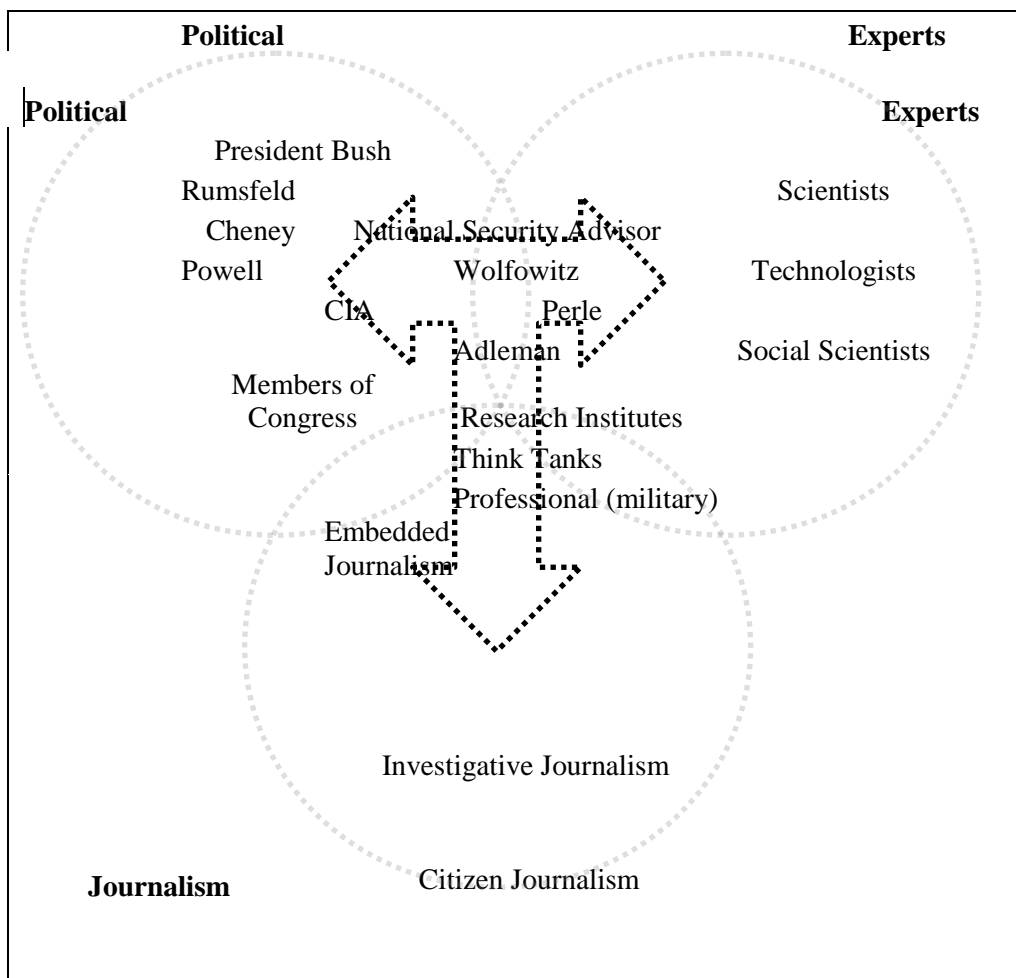 Political
Experts
Political
Experts
President Bush
Rumsfeld
Scientists
Cheney
National Security Advisor
Powell
Wolfowitz
Technologists
CIA
Perle
Adleman
Social Scientists
Members of
Congress
Research Institutes
Think Tanks
Professional (military)
Embedded
Journalism
Investigative Journalism
Citizen Journalism
Journalism